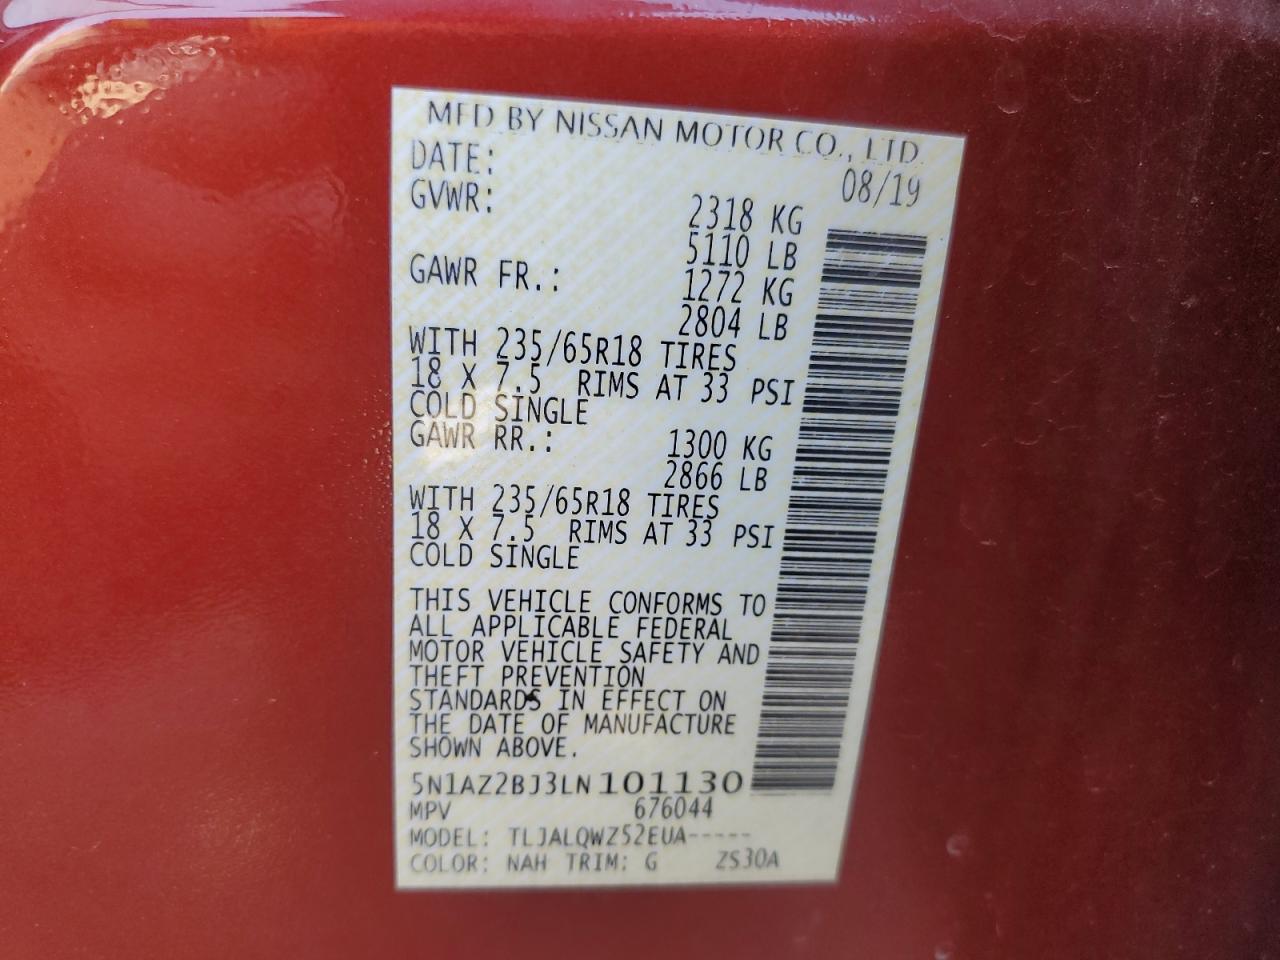 MFD BY NISSAN MOTOR CO., LTD.
DATE: 08/19
GVWR: 2318 KG
5110 LB
GAWR FR.: 1272 KG
2804 LB
WITH 235/65R18 TIRES
18 X 7.5 RIMS AT 33 PSI
COLD SINGLE
GAWR RR.: 1300 KG
2866 LB
WITH 235/65R18 TIRES
18 X 7.5 RIMS AT 33 PSI
COLD SINGLE
THIS VEHICLE CONFORMS TO
ALL APPLICABLE FEDERAL
MOTOR VEHICLE SAFETY AND
THEFT PREVENTION
STANDARDS IN EFFECT ON
THE DATE OF MANUFACTURE
SHOWN ABOVE.
5N1AZ2BJ3LN101130
MPV 676044
MODEL: TLJALQWZ52EUA-----
COLOR: NAH TRIM: G ZS30A